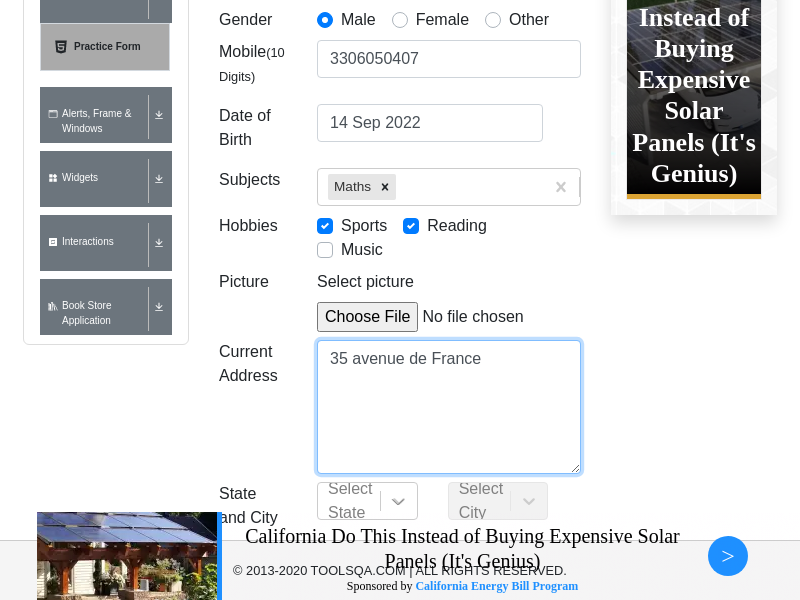 Gender
Male
Female
Other
Practice Form
Mobile(10
Digits)
3306050407
Alerts, Frame &
Windows
Date of
Birth
14 Sep 2022
Widgets
Subjects
Maths
Interactions
Hobbies
Sports
Reading
Music
Book Store
Application
Picture
Select picture
Choose File No file chosen
Current
Address
35 avenue de France
State
and City
Select
State
Select
City
Instead of
Buying
Expensive
Solar
Panels (It's
Genius)
California Do This Instead of Buying Expensive Solar
Panels (It's Genius)
© 2013-2020 TOOLSQA.COM | ALL RIGHTS RESERVED.
Sponsored by California Energy Bill Program
>